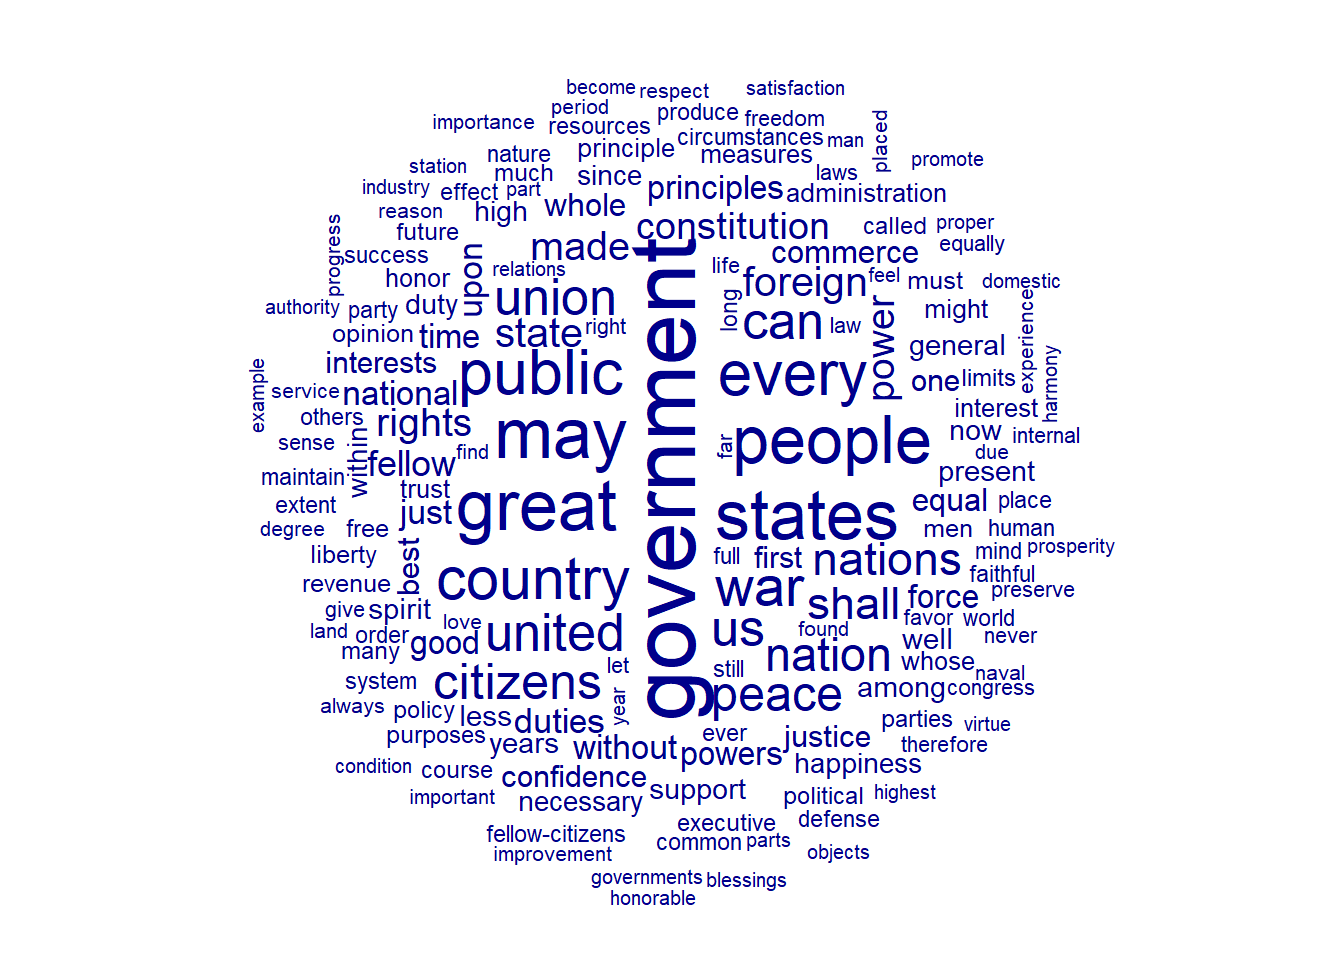 become respect satisfaction
period produce freedom placed
importance resources circumstances man
nature principle measures promote
station much since laws
industry effect part principles administration
reason high whole constitution called proper
progress future made commerce equally
success upon relations life foreign feel must domestic
honor union long can power might experience
authority party duty state right law general
opinion time public every one limits harmony
interests national may people interest
example service rights far now internal
others within fellow find due
sense trust great states present
maintain just equal place
extent free country government full first nations men human
degree best war mind prosperity
liberty shall force faithful
revenue spirit love united us found favor world preserve
give good nation well never
land order many let still whose naval
system citizens year peace among congress
always policy less duties ever justice parties virtue
purposes years without powers therefore
condition course confidence happiness
important necessary support political highest
fellow-citizens executive defense
improvement common parts objects
governments blessings
honorable